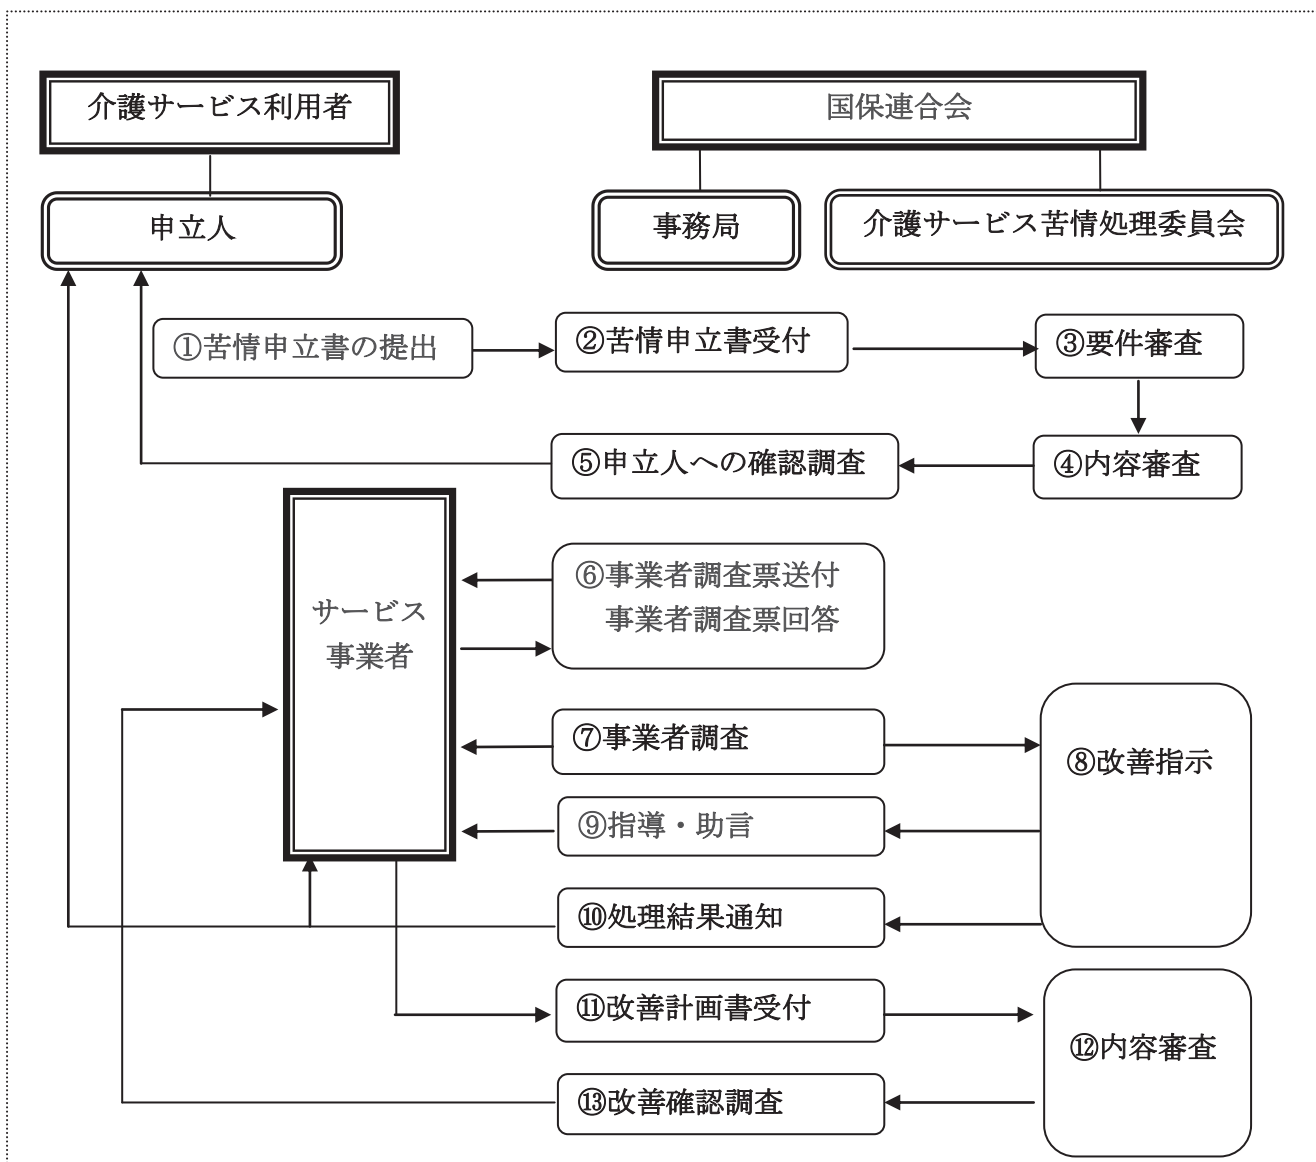 介護サービス利用者
国保連合会
申立人
事務局
介護サービス苦情処理委員会
①苦情申立書の提出
②苦情申立書受付
③要件審査
⑤申立人への確認調査
④内容審査
サービス
事業者
⑥事業者調査票送付
事業者調査票回答
⑦事業者調査
⑧改善指示
⑨指導・助言
⑩処理結果通知
⑪改善計画書受付
⑫内容審査
⑬改善確認調査